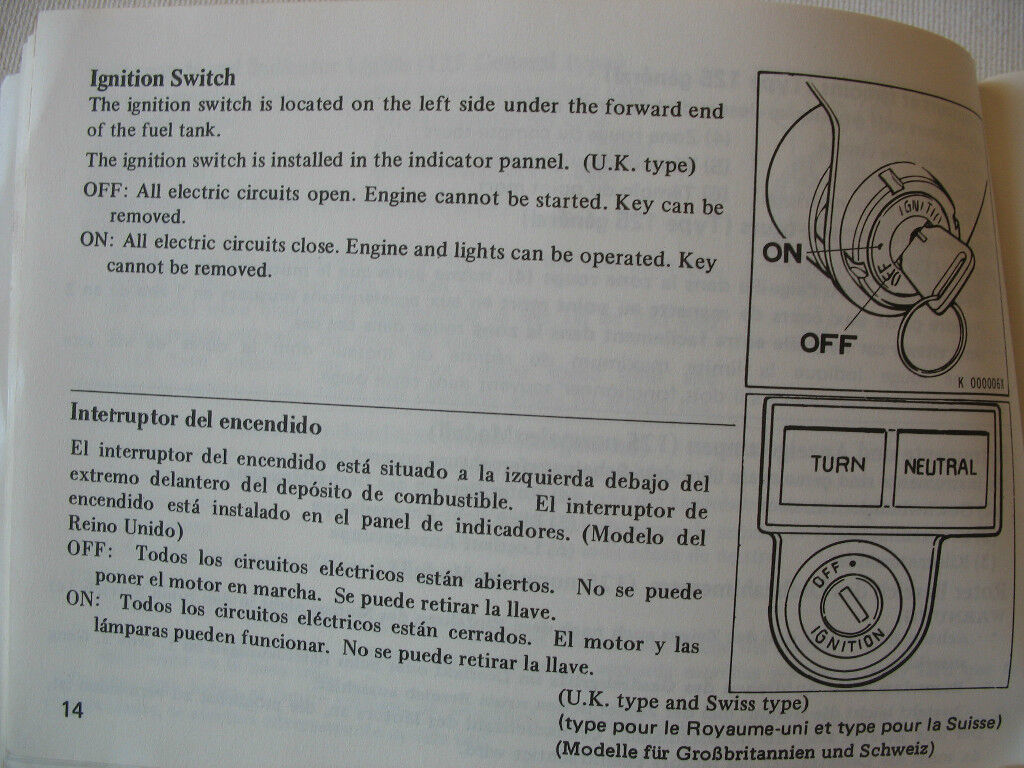 Ignition Switch
The ignition switch is located on the left side under the forward end
of the fuel tank.
The ignition switch is installed in the indicator pannel. (U.K. type)
OFF: All electric circuits open. Engine cannot be started. Key can be
removed.
ON: All electric circuits close. Engine and lights can be operated. Key
cannot be removed.
IGNITION
OFF
ON
OFF
K 000006X
Interruptor del encendido
El interruptor del encendido está situado a la izquierda debajo del
extremo delantero del depósito de combustible. El interruptor de
encendido está instalado en el panel de indicadores. (Modelo del
Reino Unido)
OFF: Todos los circuitos eléctricos están abiertos. No se puede
poner el motor en marcha. Se puede retirar la llave.
ON: Todos los circuitos eléctricos están cerrados. El motor y las
lámparas pueden funcionar. No se puede retirar la llave.
TURN
NEUTRAL
OFF
IGNITION
(U.K. type and Swiss type)
(type pour le Royaume-uni et type pour la Suisse)
(Modelle für Großbritannien und Schweiz)
14